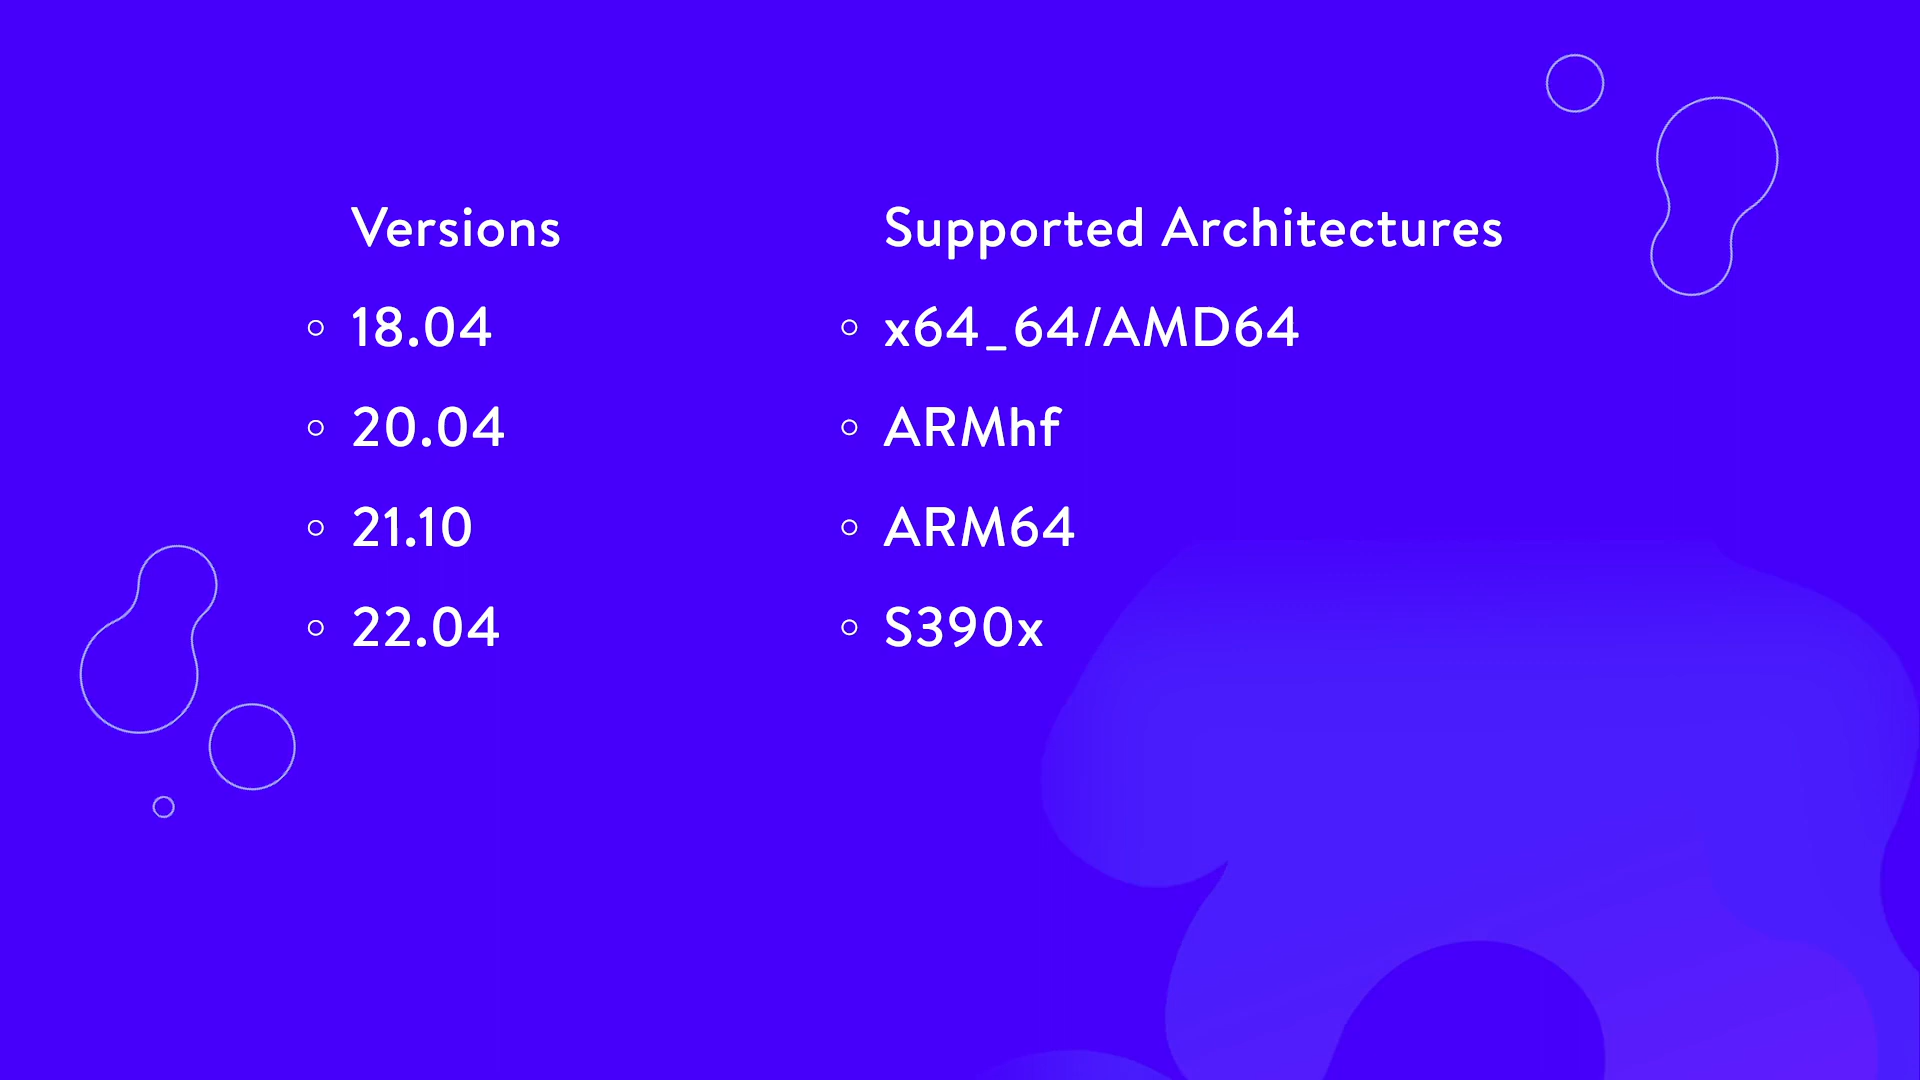 Versions
18.04
20.04
21.10
22.04
Supported Architectures
x64_64/AMD64
ARMhf
ARM64
S390x